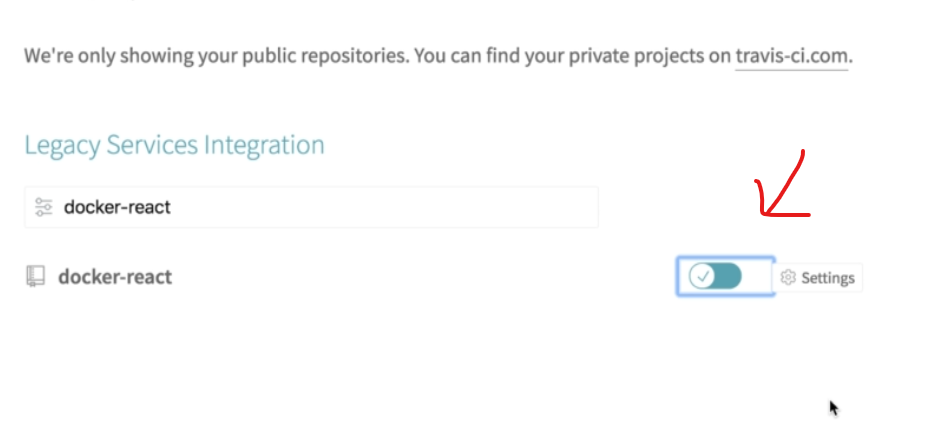 We're only showing your public repositories. You can find your private projects on travis-ci.com.
Legacy Services Integration
docker-react
docker-react
Settings